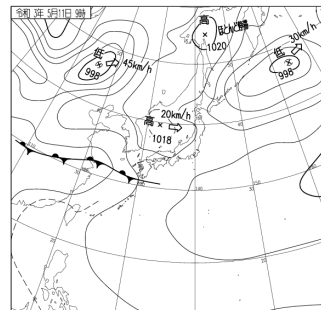 令和 3年 5月11日 9時
高
ほとんど停滞
1020
30km/h
低
998
低
45km/h
998
20km/h
高
1018